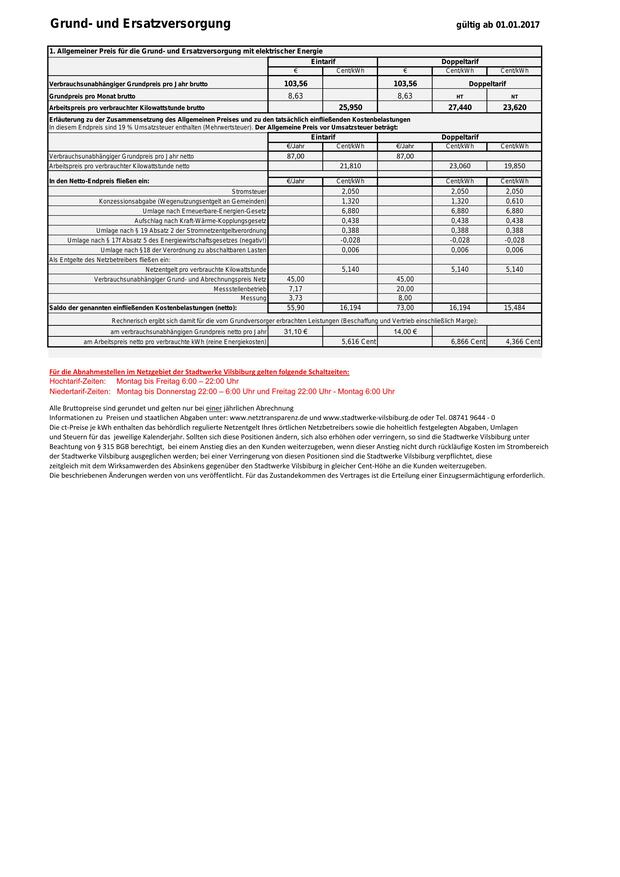 Grund- und Ersatzversorgung gültig ab 01.01.2017
1. Allgemeiner Preis für die Grund- und Ersatzversorgung mit elektrischer Energie
Eintarif Doppeltarif
€ Cent/kWh € Cent/kWh Cent/kWh
Verbrauchsunabhängiger Grundpreis pro Jahr brutto 103,56 103,56 Doppeltarif
Grundpreis pro Monat brutto 8,63 8,63 HT NT
Arbeitspreis pro verbrauchter Kilowattstunde brutto 25,950 27,440 23,620
Erläuterung zu der Zusammensetzung des Allgemeinen Preises und zu den tatsächlich einfließenden Kostenbelastungen
In diesem Endpreis sind 19 % Umsatzsteuer enthalten (Mehrwertsteuer). Der Allgemeine Preis vor Umsatzsteuer beträgt:
Eintarif Doppeltarif
€/Jahr Cent/kWh €/Jahr Cent/kWh Cent/kWh
Verbrauchsunabhängiger Grundpreis pro Jahr netto 87,00 87,00
Arbeitspreis pro verbrauchter Kilowattstunde netto 21,810 23,060 19,850
In den Netto-Endpreis fließen ein: €/Jahr Cent/kWh €/Jahr Cent/kWh Cent/kWh
Stromsteuer 2,050 2,050 2,050
Konzessionsabgabe (Wegenutzungsentgelt an Gemeinden) 1,320 1,320 0,610
Umlage nach Erneuerbare-Energien-Gesetz 6,880 6,880 6,880
Aufschlag nach Kraft-Wärme-Kopplungsgesetz 0,438 0,438 0,438
Umlage nach § 19 Absatz 2 der Stromnetzentgeltverordnung 0,388 0,388 0,388
Umlage nach § 17f Absatz 5 des Energiewirtschaftsgesetzes (negativ!) -0,028 -0,028 -0,028
Umlage nach §18 der Verordnung zu abschaltbaren Lasten 0,006 0,006 0,006
Als Entgelte des Netzbetreibers fließen ein:
Netzentgelt pro verbrauchte Kilowattstunde 5,140 5,140 5,140
Verbrauchsunabhängiger Grund- und Abrechnungspreis Netz 45,00 45,00
Messstellenbetrieb 7,17 20,00
Messung 3,73 8,00
Saldo der genannten einfließenden Kostenbelastungen (netto): 55,90 16,194 73,00 16,194 15,484
Rechnerisch ergibt sich damit für die vom Grundversorger erbrachten Leistungen (Beschaffung und Vertrieb einschließlich Marge):
am verbrauchsunabhängigen Grundpreis netto pro Jahr 31,10 € 14,00 €
am Arbeitspreis netto pro verbrauchte kWh (reine Energiekosten) 5,616 Cent 6,866 Cent 4,366 Cent
Für die Abnahmestellen im Netzgebiet der Stadtwerke Vilsbiburg gelten folgende Schaltzeiten:
Hochtarif-Zeiten: Montag bis Freitag 6:00 – 22:00 Uhr
Niedertarif-Zeiten: Montag bis Donnerstag 22:00 – 6:00 Uhr und Freitag 22:00 Uhr - Montag 6:00 Uhr
Alle Bruttopreise sind gerundet und gelten nur bei einer jährlichen Abrechnung
Informationen zu Preisen und staatlichen Abgaben unter: www.netztransparenz.de und www.stadtwerke-vilsbiburg.de oder Tel. 08741 9644 - 0
Die ct-Preise je kWh enthalten das behördlich regulierte Netzentgelt Ihres örtlichen Netzbetreibers sowie die hoheitlich festgelegten Abgaben, Umlagen
und Steuern für das jeweilige Kalenderjahr. Sollten sich diese Positionen ändern, sich also erhöhen oder verringern, so sind die Stadtwerke Vilsbiburg unter
Beachtung von § 315 BGB berechtigt, bei einem Anstieg dies an den Kunden weiterzugeben, wenn dieser Anstieg nicht durch rückläufige Kosten im Strombereich
der Stadtwerke Vilsbiburg ausgeglichen werden; bei einer Verringerung von diesen Positionen sind die Stadtwerke Vilsbiburg verpflichtet, diese
zeitgleich mit dem Wirksamwerden des Absinkens gegenüber den Stadtwerke Vilsbiburg in gleicher Cent-Höhe an die Kunden weiterzugeben.
Die beschriebenen Änderungen werden von uns veröffentlicht. Für das Zustandekommen des Vertrages ist die Erteilung einer Einzugsermächtigung erforderlich.